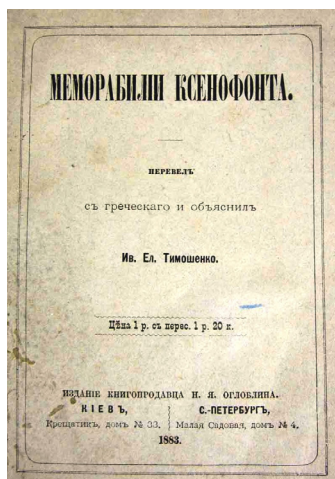 МЕМОРАБИЛИИ КСЕНОФОНТА.
ПЕРЕВЕЛЪ
съ греческаго и объяснилъ
Ив. Ел. Тимошенко.
Цѣна 1 р. съ перес. 1 р. 20 к.
ИЗДАНІЕ КНИГОПРОДАВЦА Н. Я. ОГЛОБЛИНА.
КІЕВЪ,
Крещатикъ, домъ № 33,
С.-ПЕТЕРБУРГЪ,
Малая Садовая, домъ № 4.
1883.